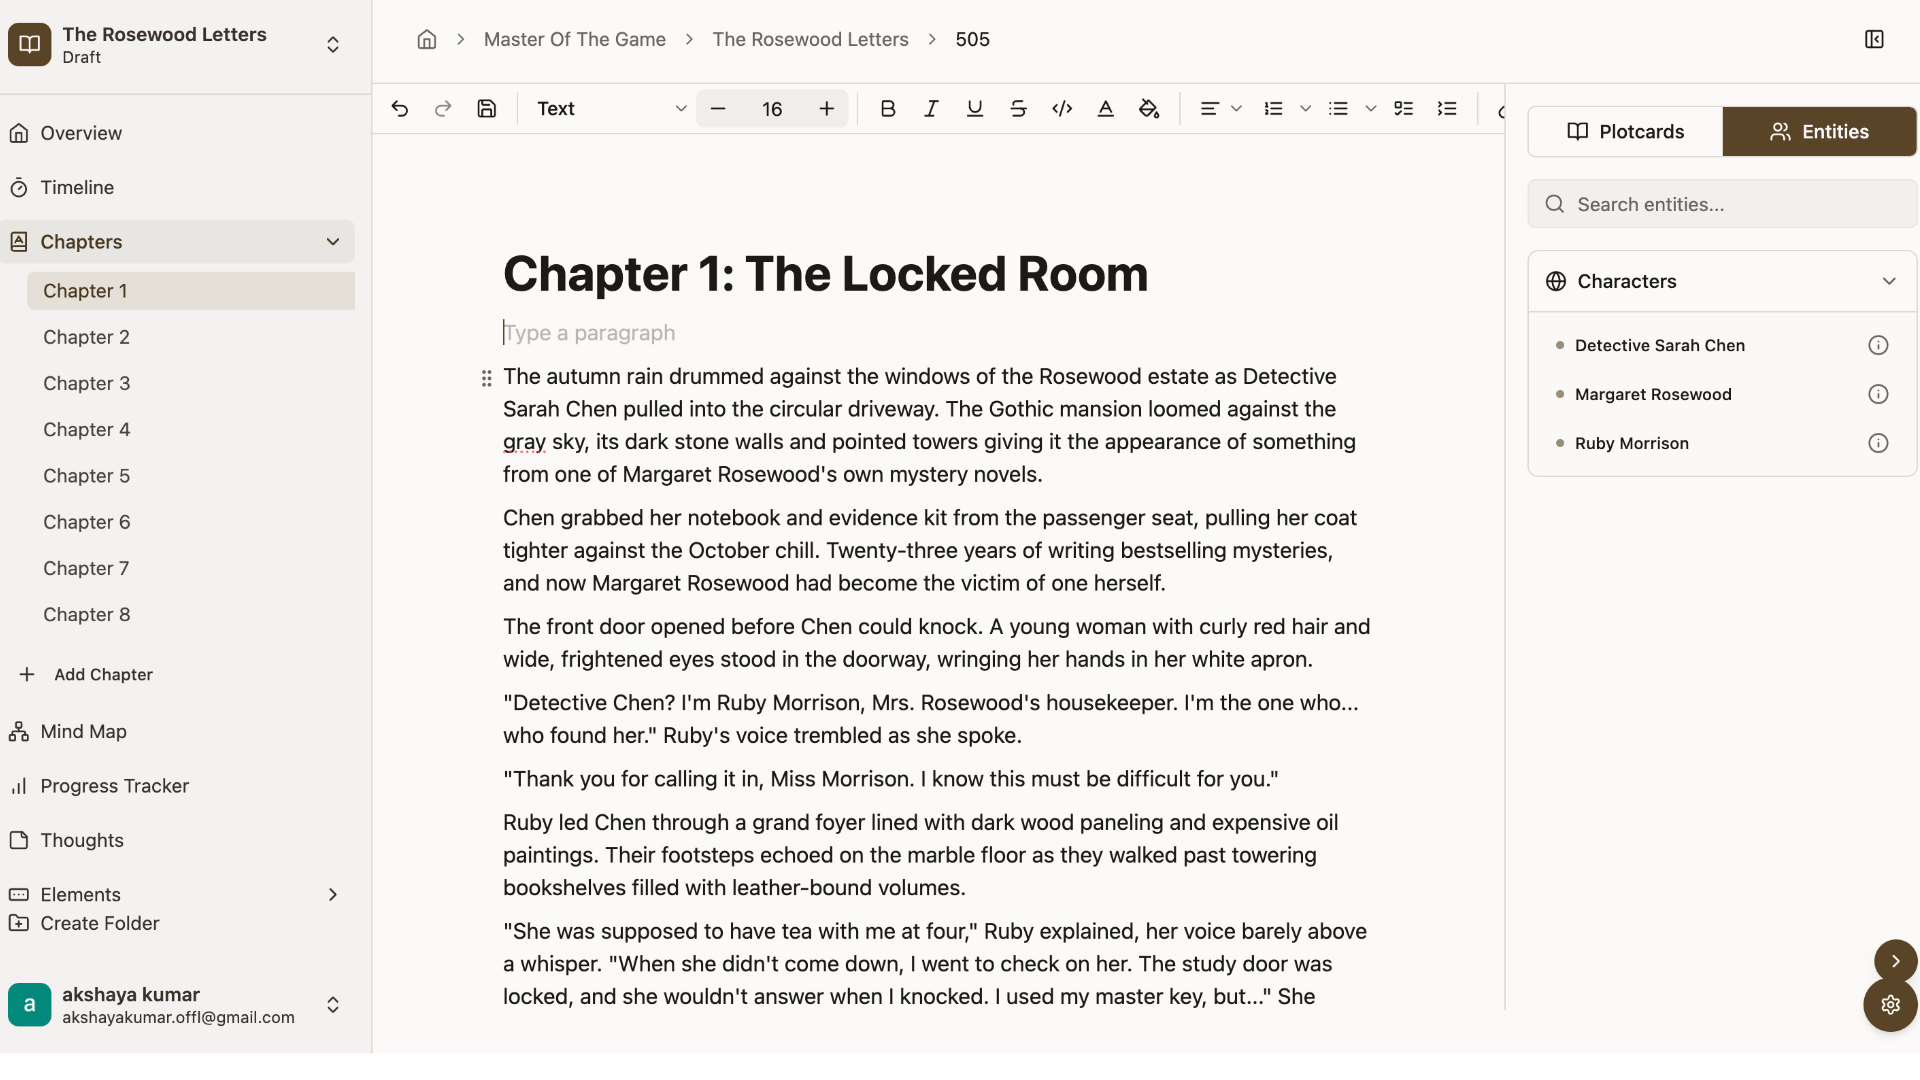 The Rosewood Letters
Draft
Overview
Timeline
Chapters
Chapter 1
Chapter 2
Chapter 3
Chapter 4
Chapter 5
Chapter 6
Chapter 7
Chapter 8
Add Chapter
Mind Map
Progress Tracker
Thoughts
Elements
Create Folder
a
akshaya kumar
akshayakumar.offl@gmail.com
Master Of The Game > The Rosewood Letters > 505
Text
16
Chapter 1: The Locked Room
Type a paragraph
The autumn rain drummed against the windows of the Rosewood estate as Detective
Sarah Chen pulled into the circular driveway. The Gothic mansion loomed against the
gray sky, its dark stone walls and pointed towers giving it the appearance of something
from one of Margaret Rosewood's own mystery novels.
Chen grabbed her notebook and evidence kit from the passenger seat, pulling her coat
tighter against the October chill. Twenty-three years of writing bestselling mysteries,
and now Margaret Rosewood had become the victim of one herself.
The front door opened before Chen could knock. A young woman with curly red hair and
wide, frightened eyes stood in the doorway, wringing her hands in her white apron.
"Detective Chen? I'm Ruby Morrison, Mrs. Rosewood's housekeeper. I'm the one who...
who found her." Ruby's voice trembled as she spoke.
"Thank you for calling it in, Miss Morrison. I know this must be difficult for you."
Ruby led Chen through a grand foyer lined with dark wood paneling and expensive oil
paintings. Their footsteps echoed on the marble floor as they walked past towering
bookshelves filled with leather-bound volumes.
"She was supposed to have tea with me at four," Ruby explained, her voice barely above
a whisper. "When she didn't come down, I went to check on her. The study door was
locked, and she wouldn't answer when I knocked. I used my master key, but..." She
Plotcards
Entities
Search entities...
Characters
Detective Sarah Chen
Margaret Rosewood
Ruby Morrison